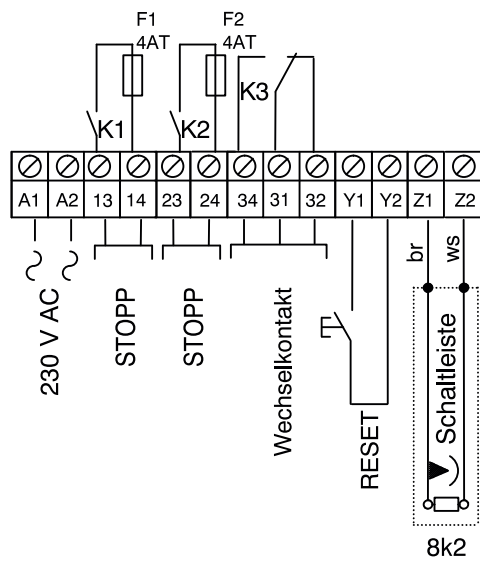 F1
4AT
F2
4AT
K1
K2
K3
A1 A2 13 14 23 24 34 31 32 Y1 Y2 Z1 Z2
230 V AC
STOPP
STOPP
Wechselkontakt
RESET
br
ws
Schaltleiste
8k2